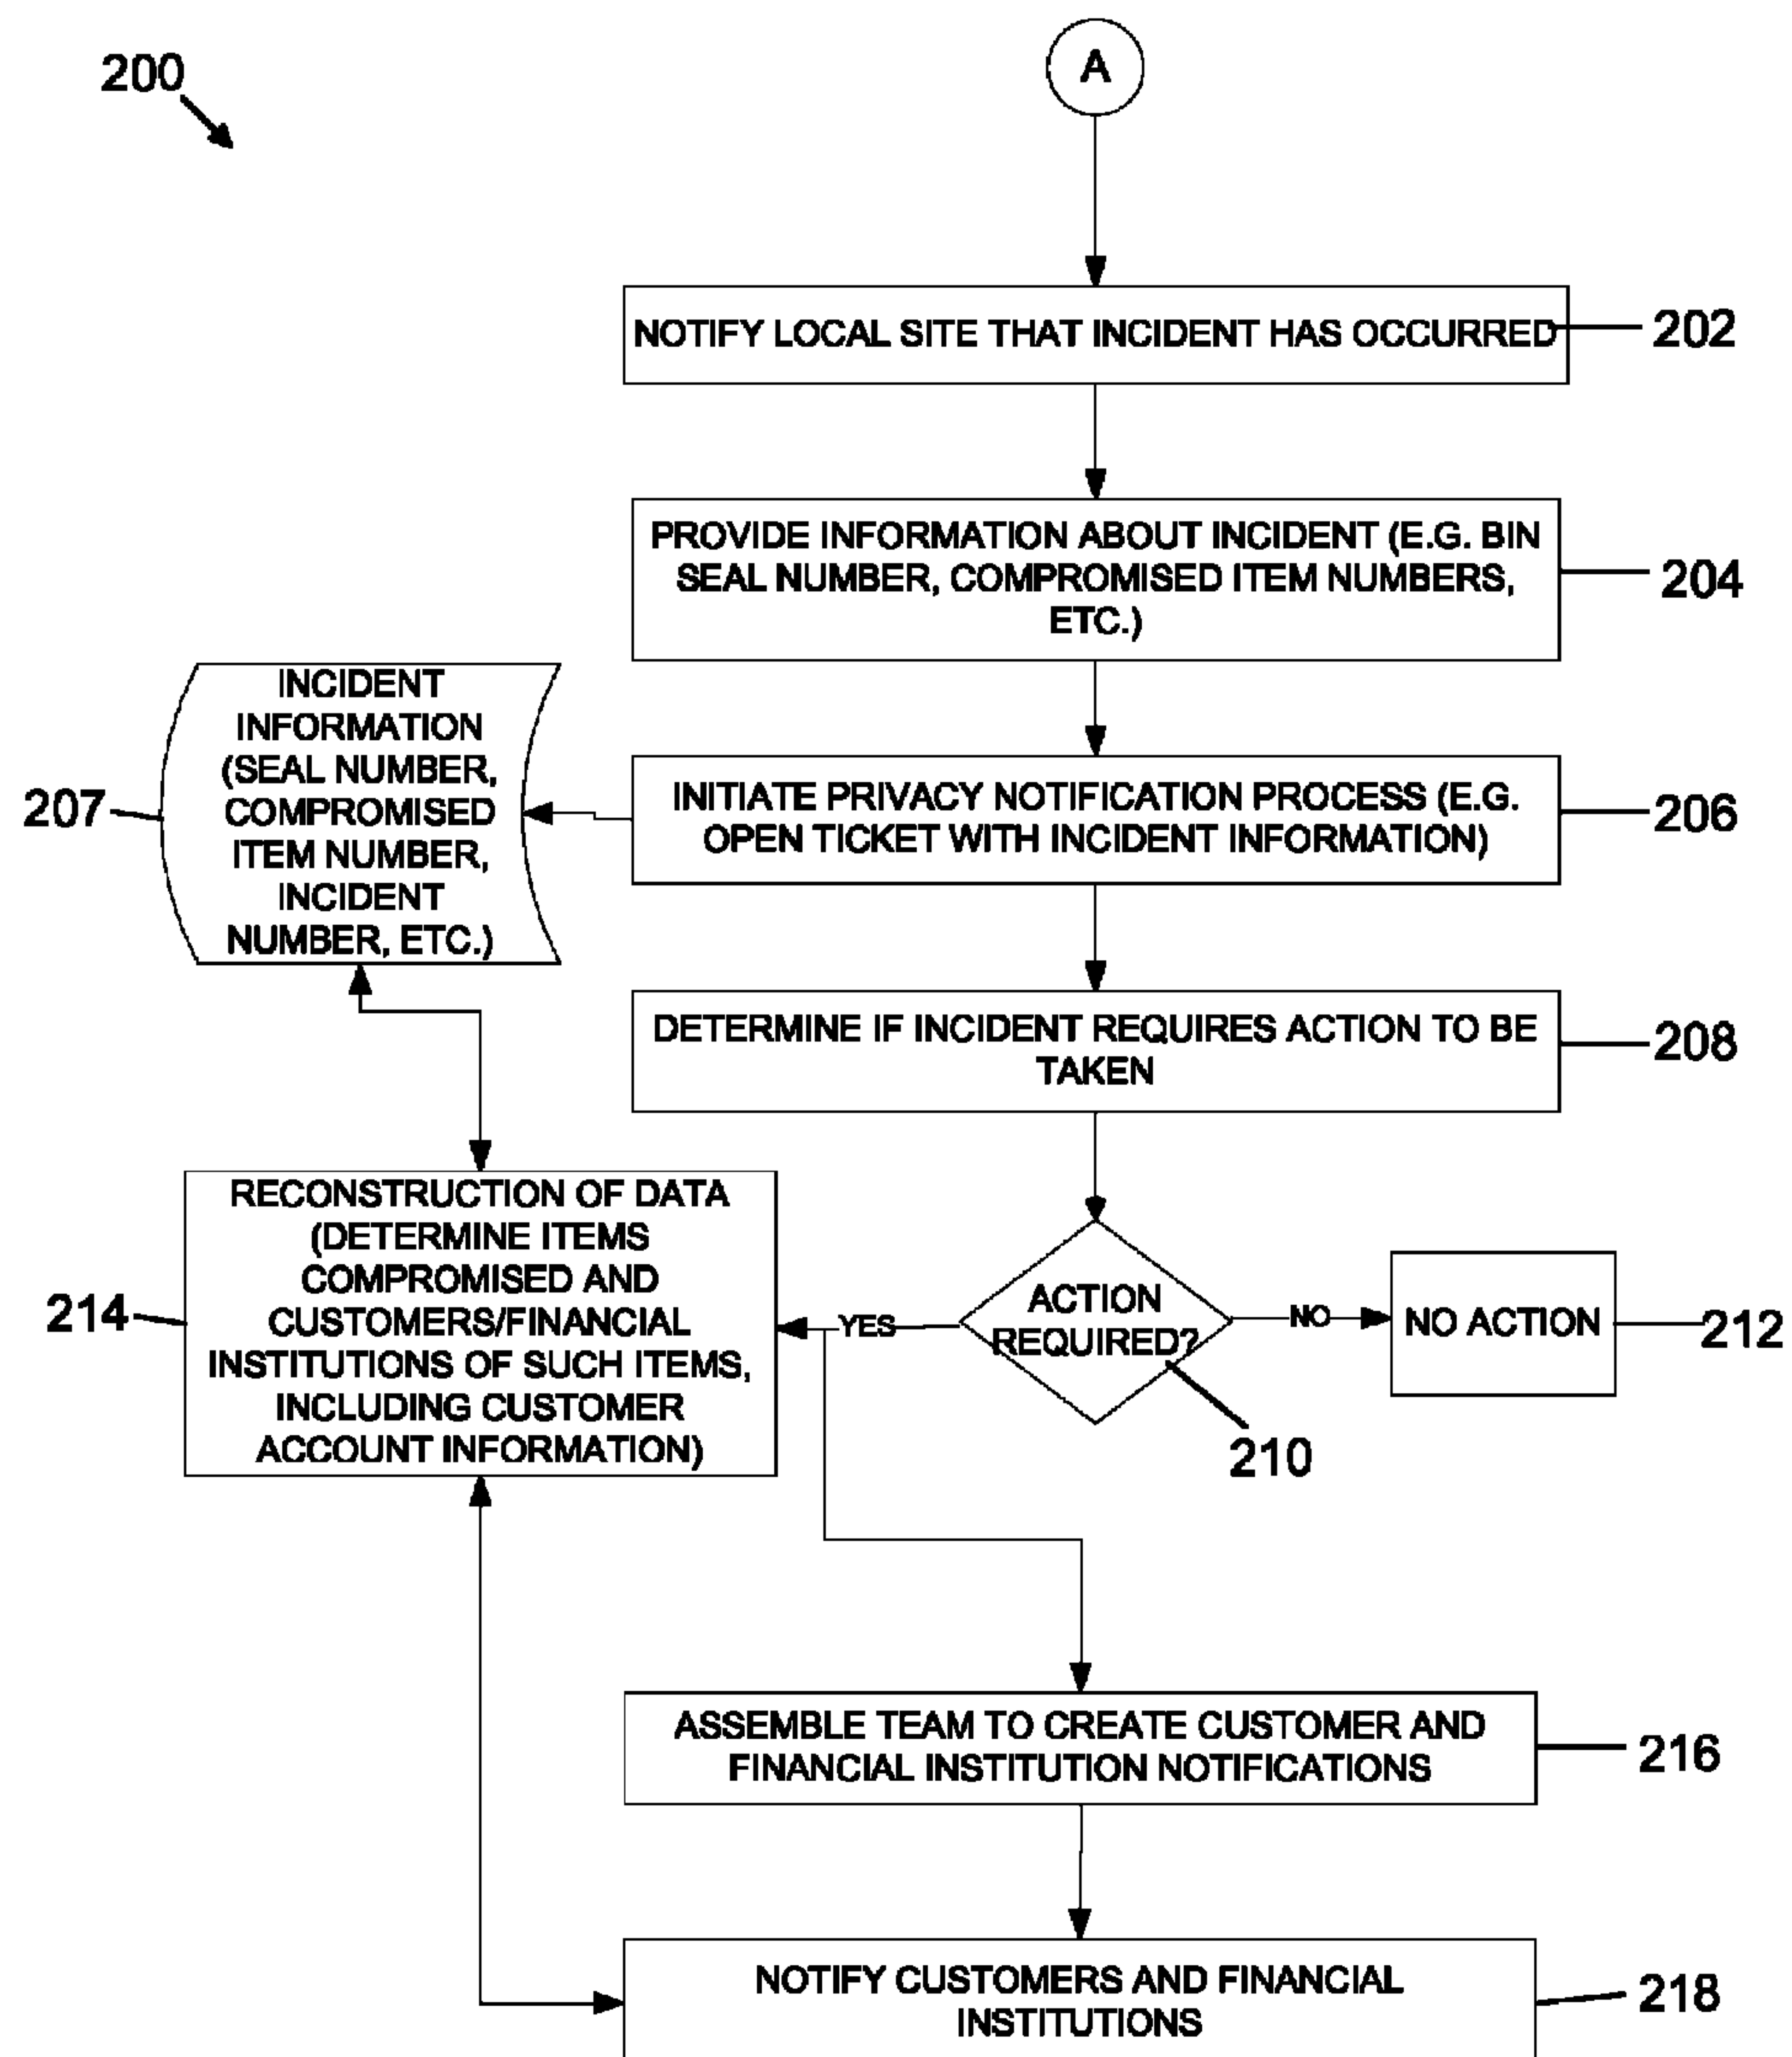 200
A
NOTIFY LOCAL SITE THAT INCIDENT HAS OCCURRED
202
PROVIDE INFORMATION ABOUT INCIDENT (E.G. BIN
SEAL NUMBER, COMPROMISED ITEM NUMBERS,
ETC.)
204
INCIDENT
INFORMATION
(SEAL NUMBER,
COMPROMISED
ITEM NUMBER,
INCIDENT
NUMBER, ETC.)
207
INITIATE PRIVACY NOTIFICATION PROCESS (E.G.
OPEN TICKET WITH INCIDENT INFORMATION)
206
DETERMINE IF INCIDENT REQUIRES ACTION TO BE
TAKEN
208
RECONSTRUCTION OF DATA
(DETERMINE ITEMS
COMPROMISED AND
CUSTOMERS/FINANCIAL
INSTITUTIONS OF SUCH ITEMS,
INCLUDING CUSTOMER
ACCOUNT INFORMATION)
214
YES
ACTION
REQUIRED?
210
NO
NO ACTION
212
ASSEMBLE TEAM TO CREATE CUSTOMER AND
FINANCIAL INSTITUTION NOTIFICATIONS
216
NOTIFY CUSTOMERS AND FINANCIAL
INSTITUTIONS
218